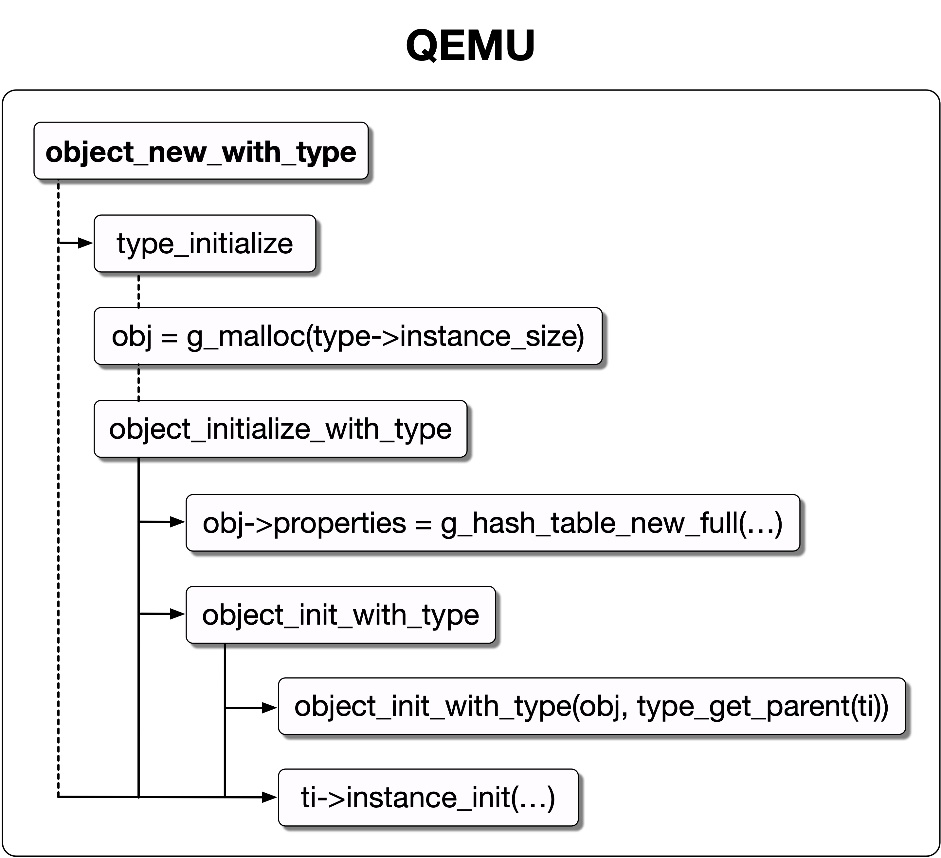 QEMU
object_new_with_type
type_initialize
obj = g_malloc(type->instance_size)
object_initialize_with_type
obj->properties = g_hash_table_new_full(…)
object_init_with_type
object_init_with_type(obj, type_get_parent(ti))
ti->instance_init(…)